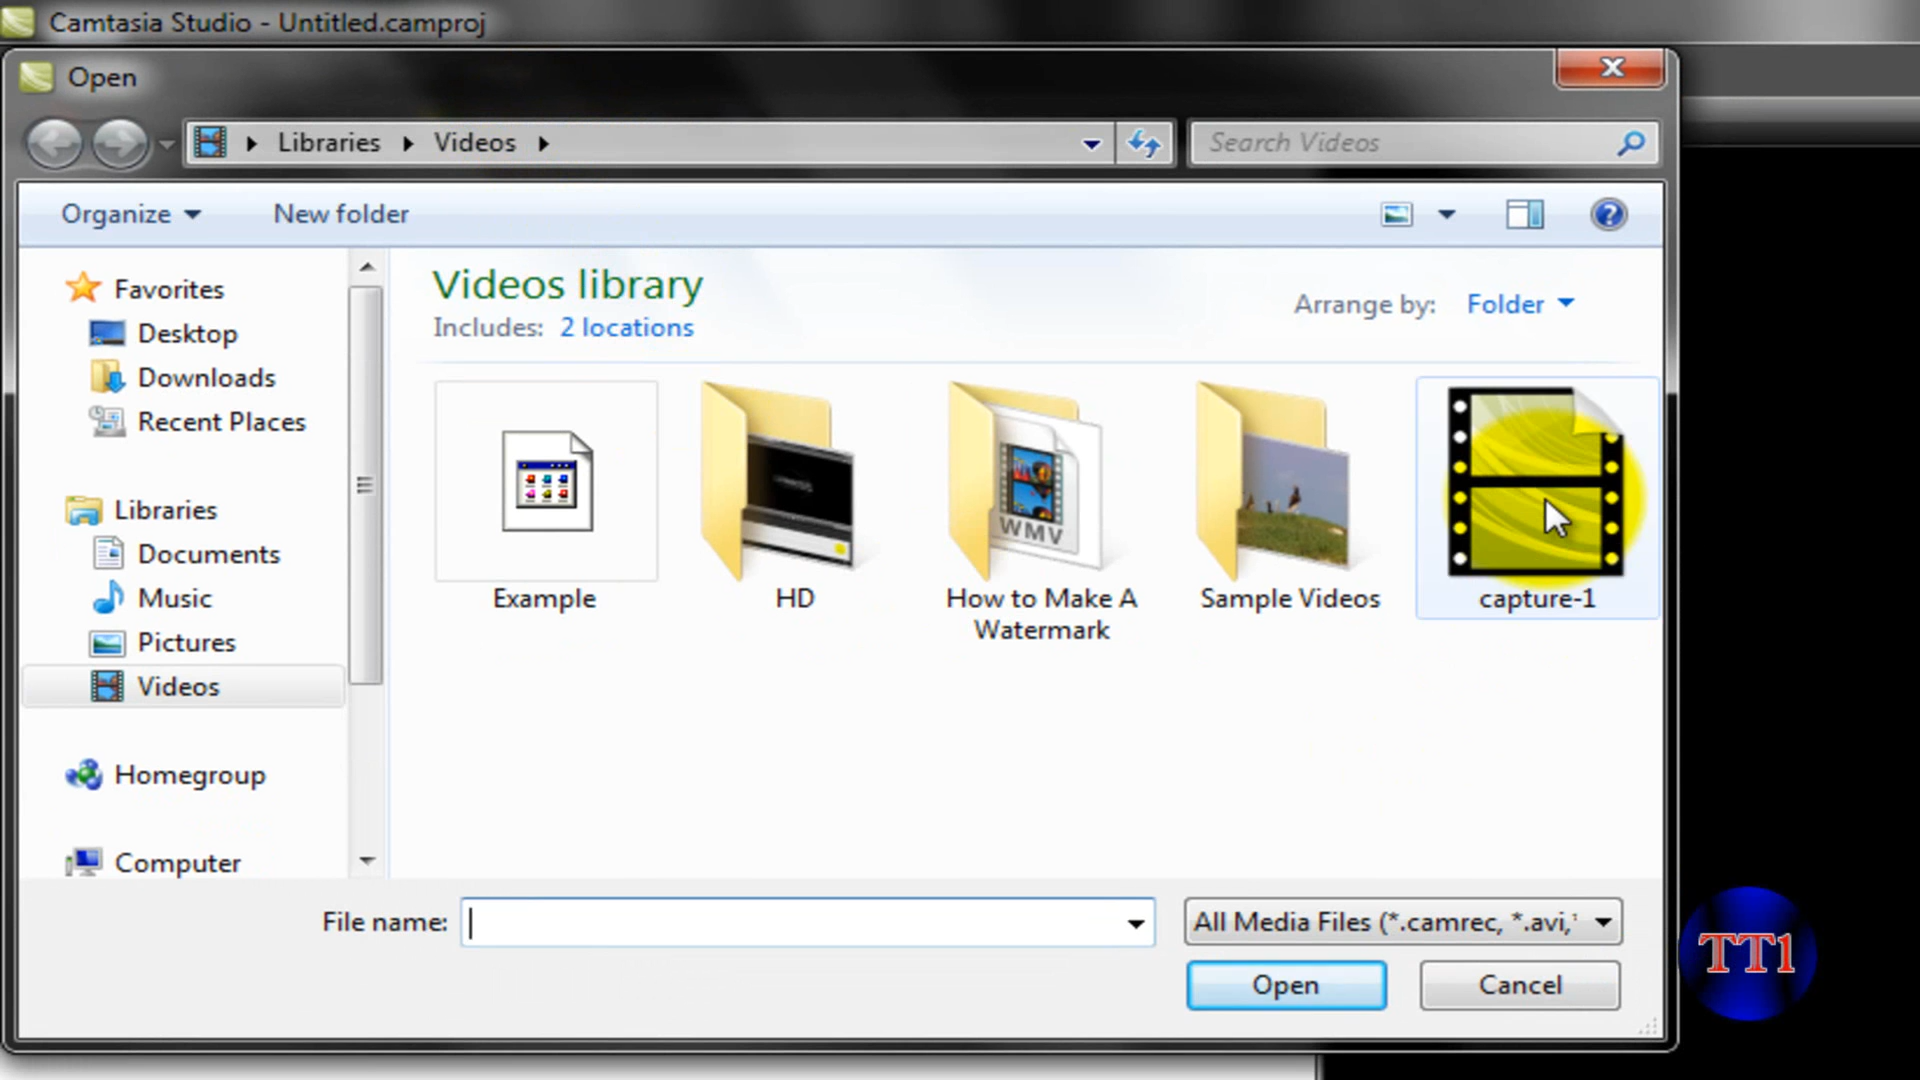 Camtasia Studio - Untitled.camproj
Open
Libraries
Videos
Search Videos
Organize
New folder
Favorites
Desktop
Downloads
Recent Places
Libraries
Documents
Music
Pictures
Videos
Homegroup
Computer
Videos library
Includes: 2 locations
Arrange by: Folder
WMV
Example
HD
How to Make A
Watermark
Sample Videos
capture-1
File name:
All Media Files (*.camrec, *.avi,*
Open
Cancel
TT1